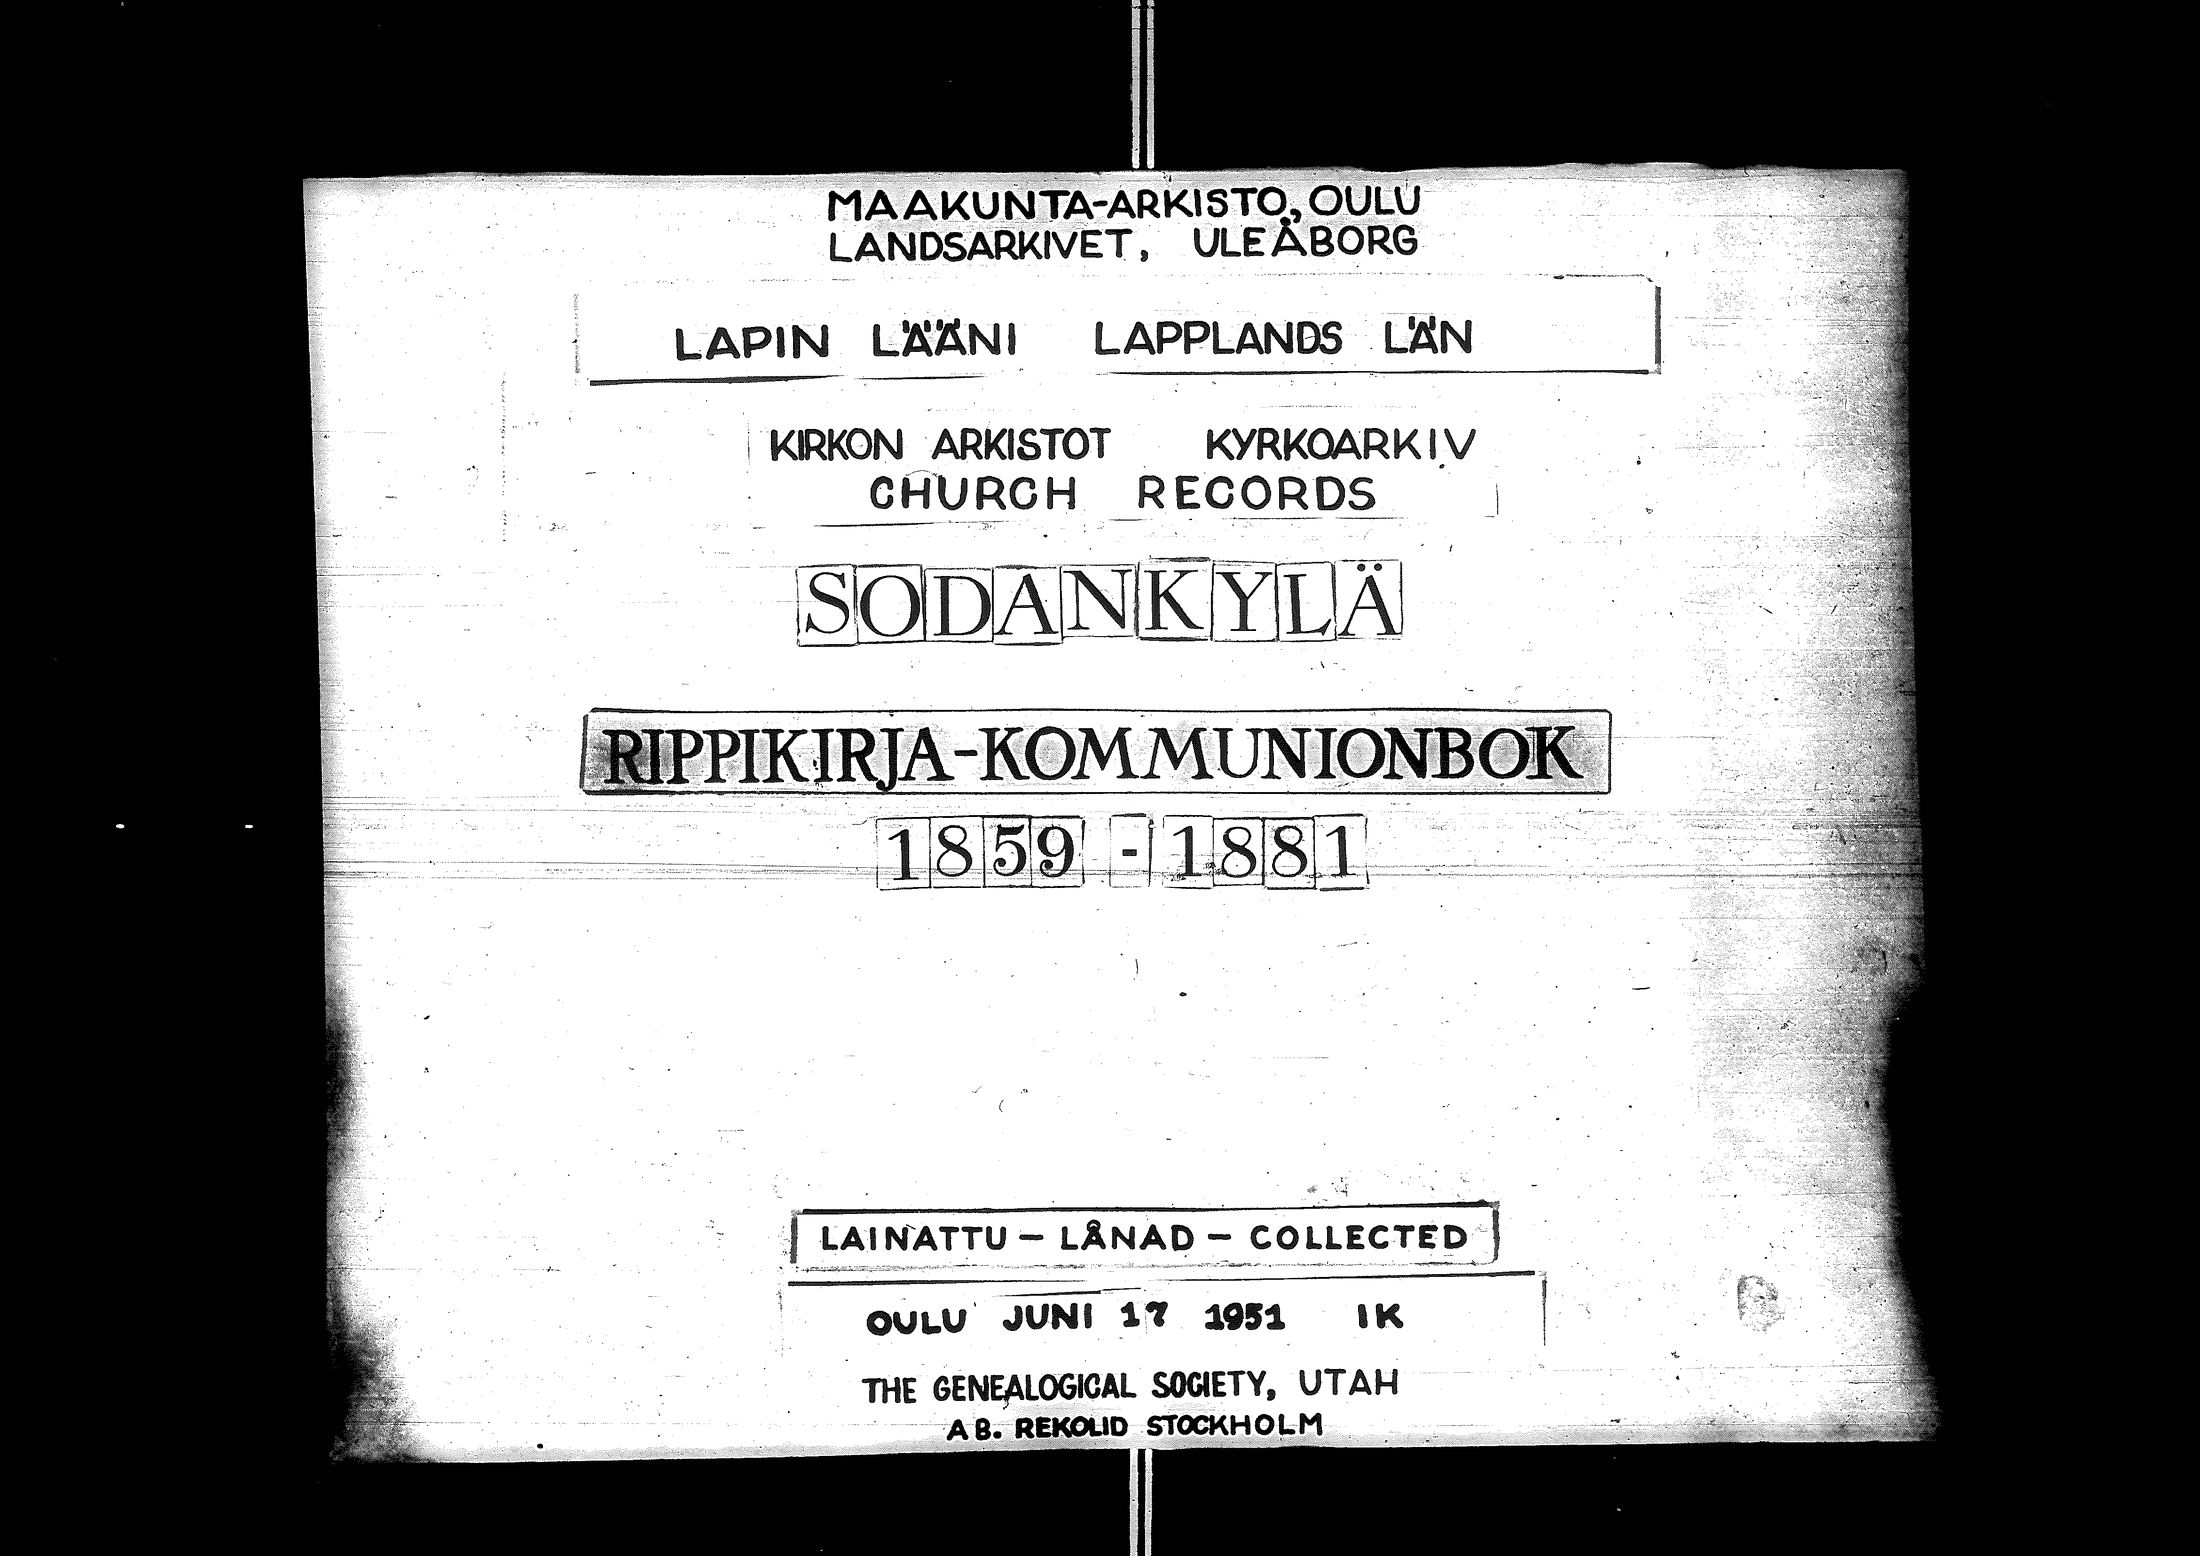 MAAKUNTA-ARKISTO, OULU
LANDSARKIVET, ULEÅBORG
LAPIN LÄÄNI LAPPLANDS LÄN
KIRKON ARKISTOT KYRKOARKIV
CHURCH RECORDS
SODANKYLÄ
RIPPIKIRJA-KOMMUNIONBOK
1859 - 1881
LAINATTU - LÅNAD - COLLECTED
OULU JUNI 17 1951 IK
THE GENEALOGICAL SOCIETY, UTAH
AB. REKOLID STOCKHOLM